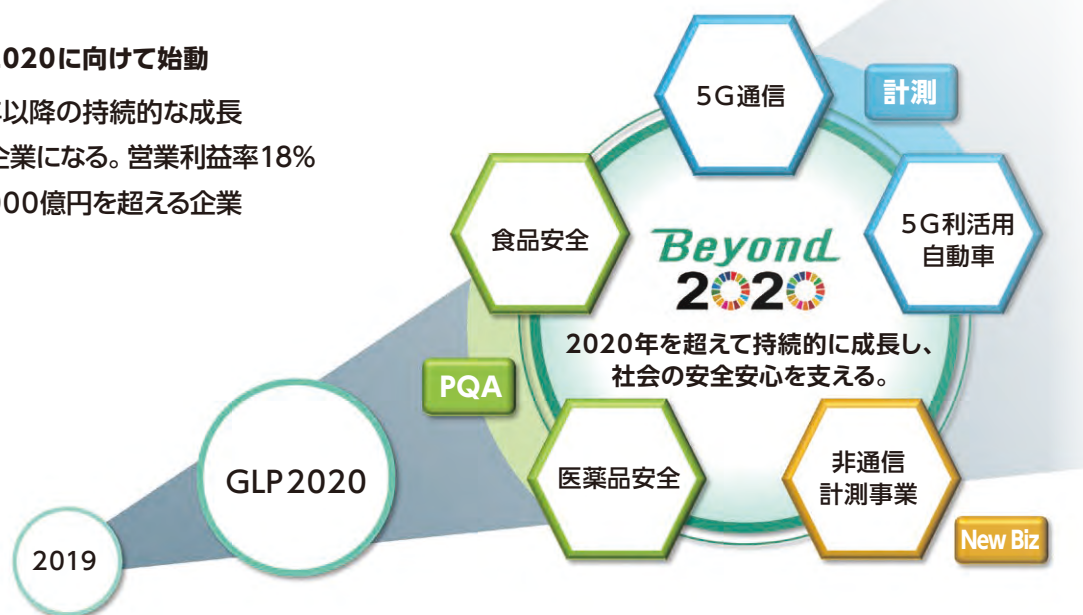 2020に向けて始動
以降の持続的な成長
企業になる。営業利益率18%
000億円を超える企業
5G通信
計測
食品安全
5G利活用
自動車
Beyond
2020
2020年を超えて持続的に成長し、
社会の安全安心を支える。
PQA
GLP2020
医薬品安全
非通信
計測事業
New Biz
2019